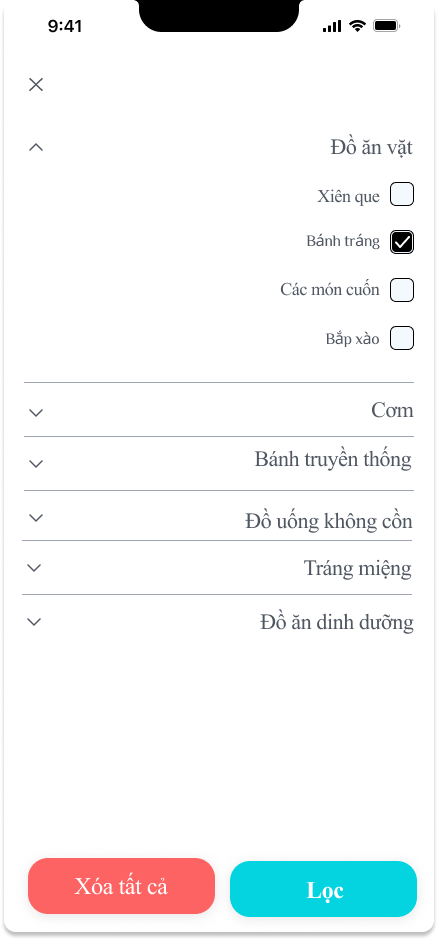 9:41
Đồ ăn vặt
Xiên que
Bánh tráng
Các món cuốn
Bắp xào
Cơm
Bánh truyền thống
Đồ uống không cồn
Tráng miệng
Đồ ăn dinh dưỡng
Xóa tất cả
Lọc